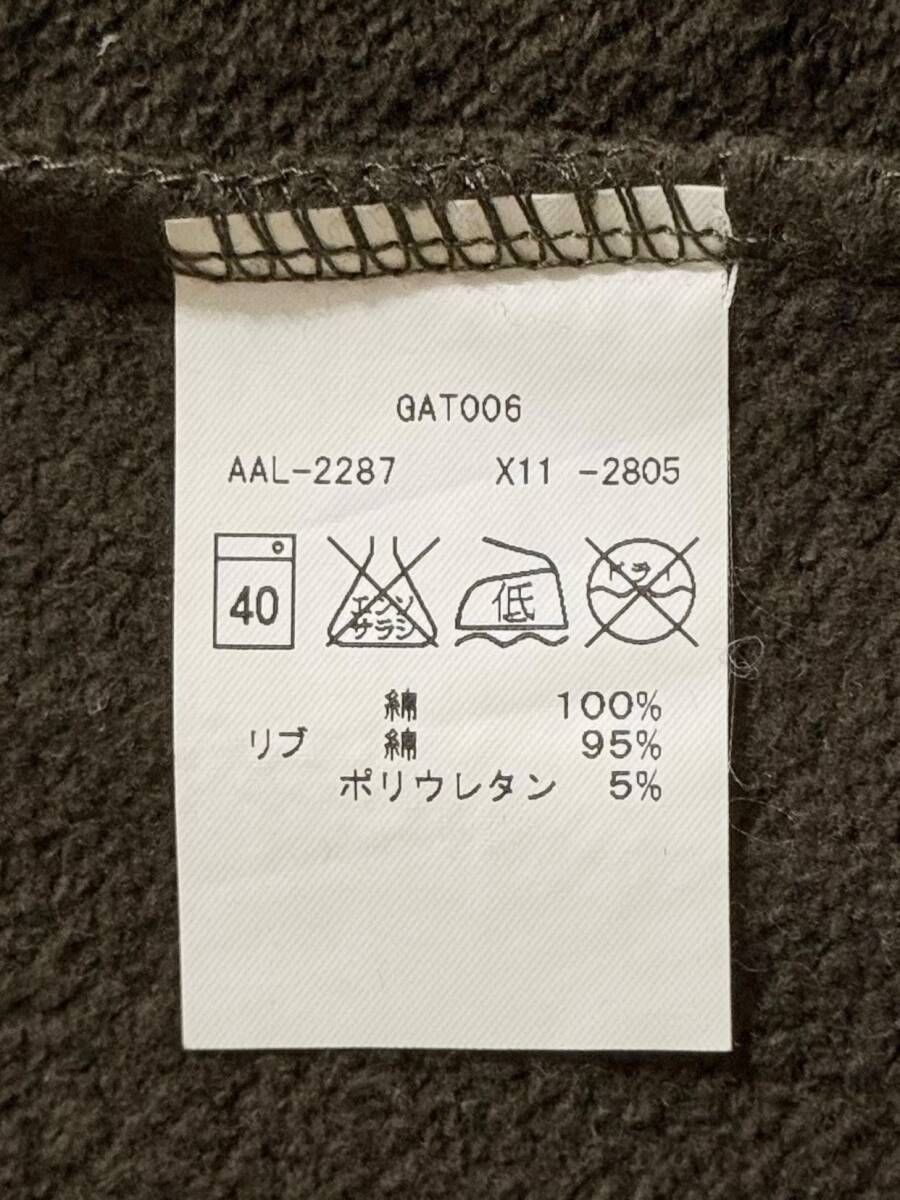 GAT006
AAL-2287 X11 -2805
40 エンソ サラシ 低 ドライ
綿 100%
リブ 綿 95%
ポリウレタン 5%